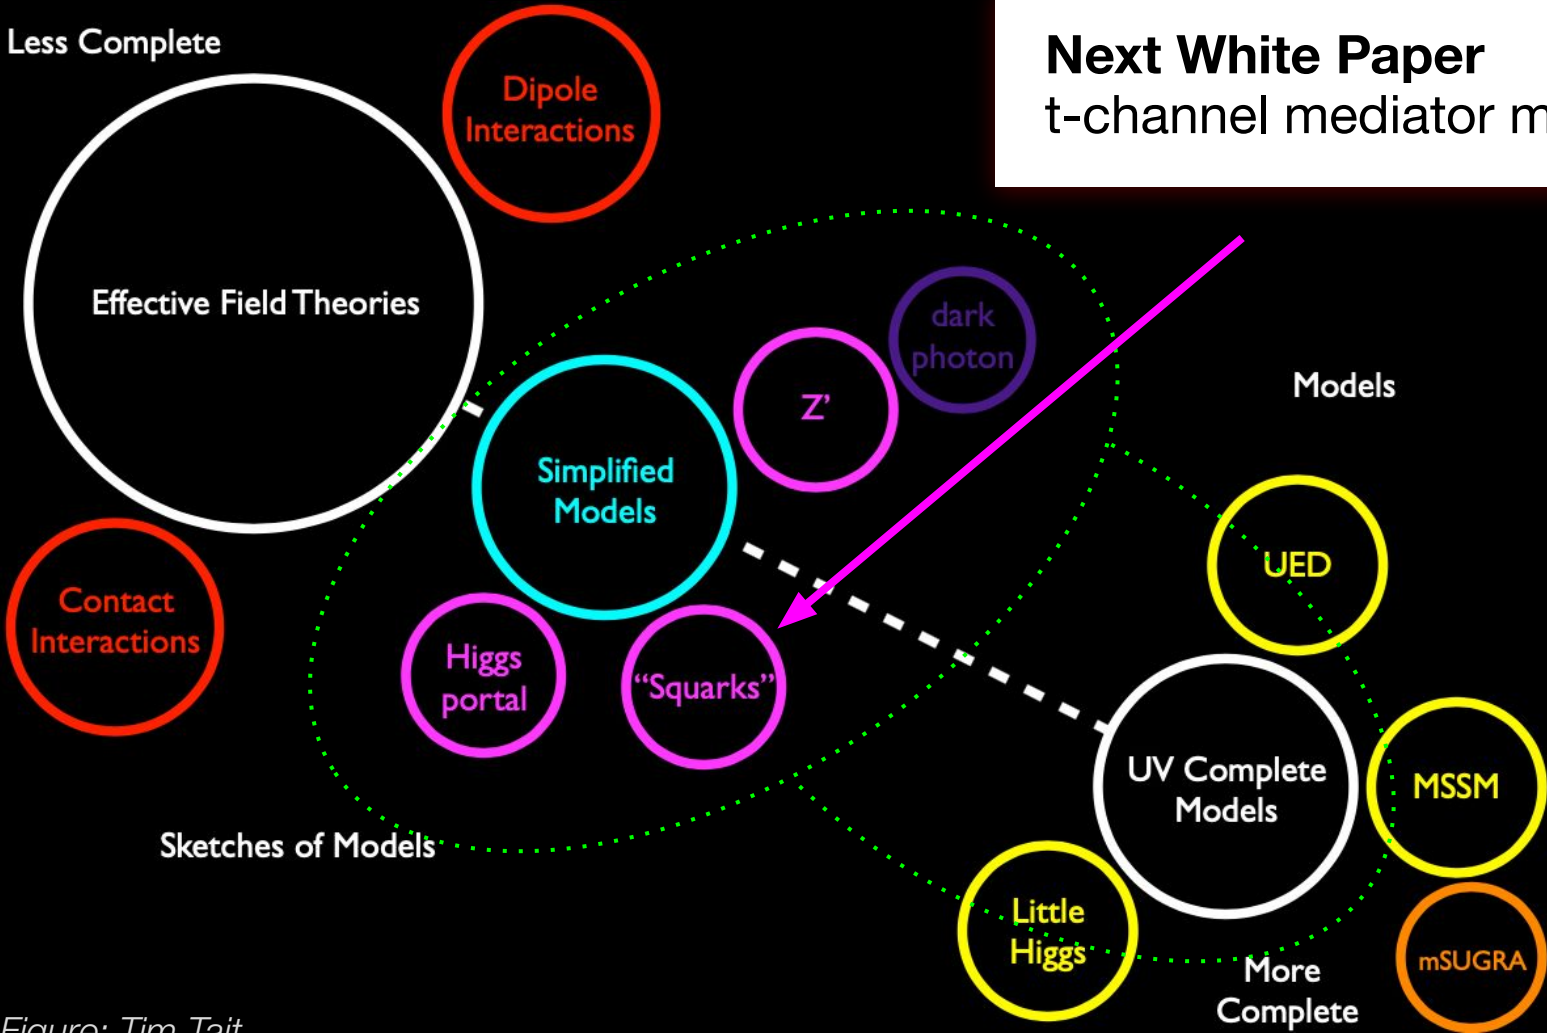 Less Complete
Next White Paper
t-channel mediator m
Dipole
Interactions
Effective Field Theories
dark
photon
Z’
Models
Simplified
Models
UED
Contact
Interactions
Higgs
portal
“Squarks”
UV Complete
Models
MSSM
Sketches of Models
Little
Higgs
More
Complete
mSUGRA
Figure: Tim Tait